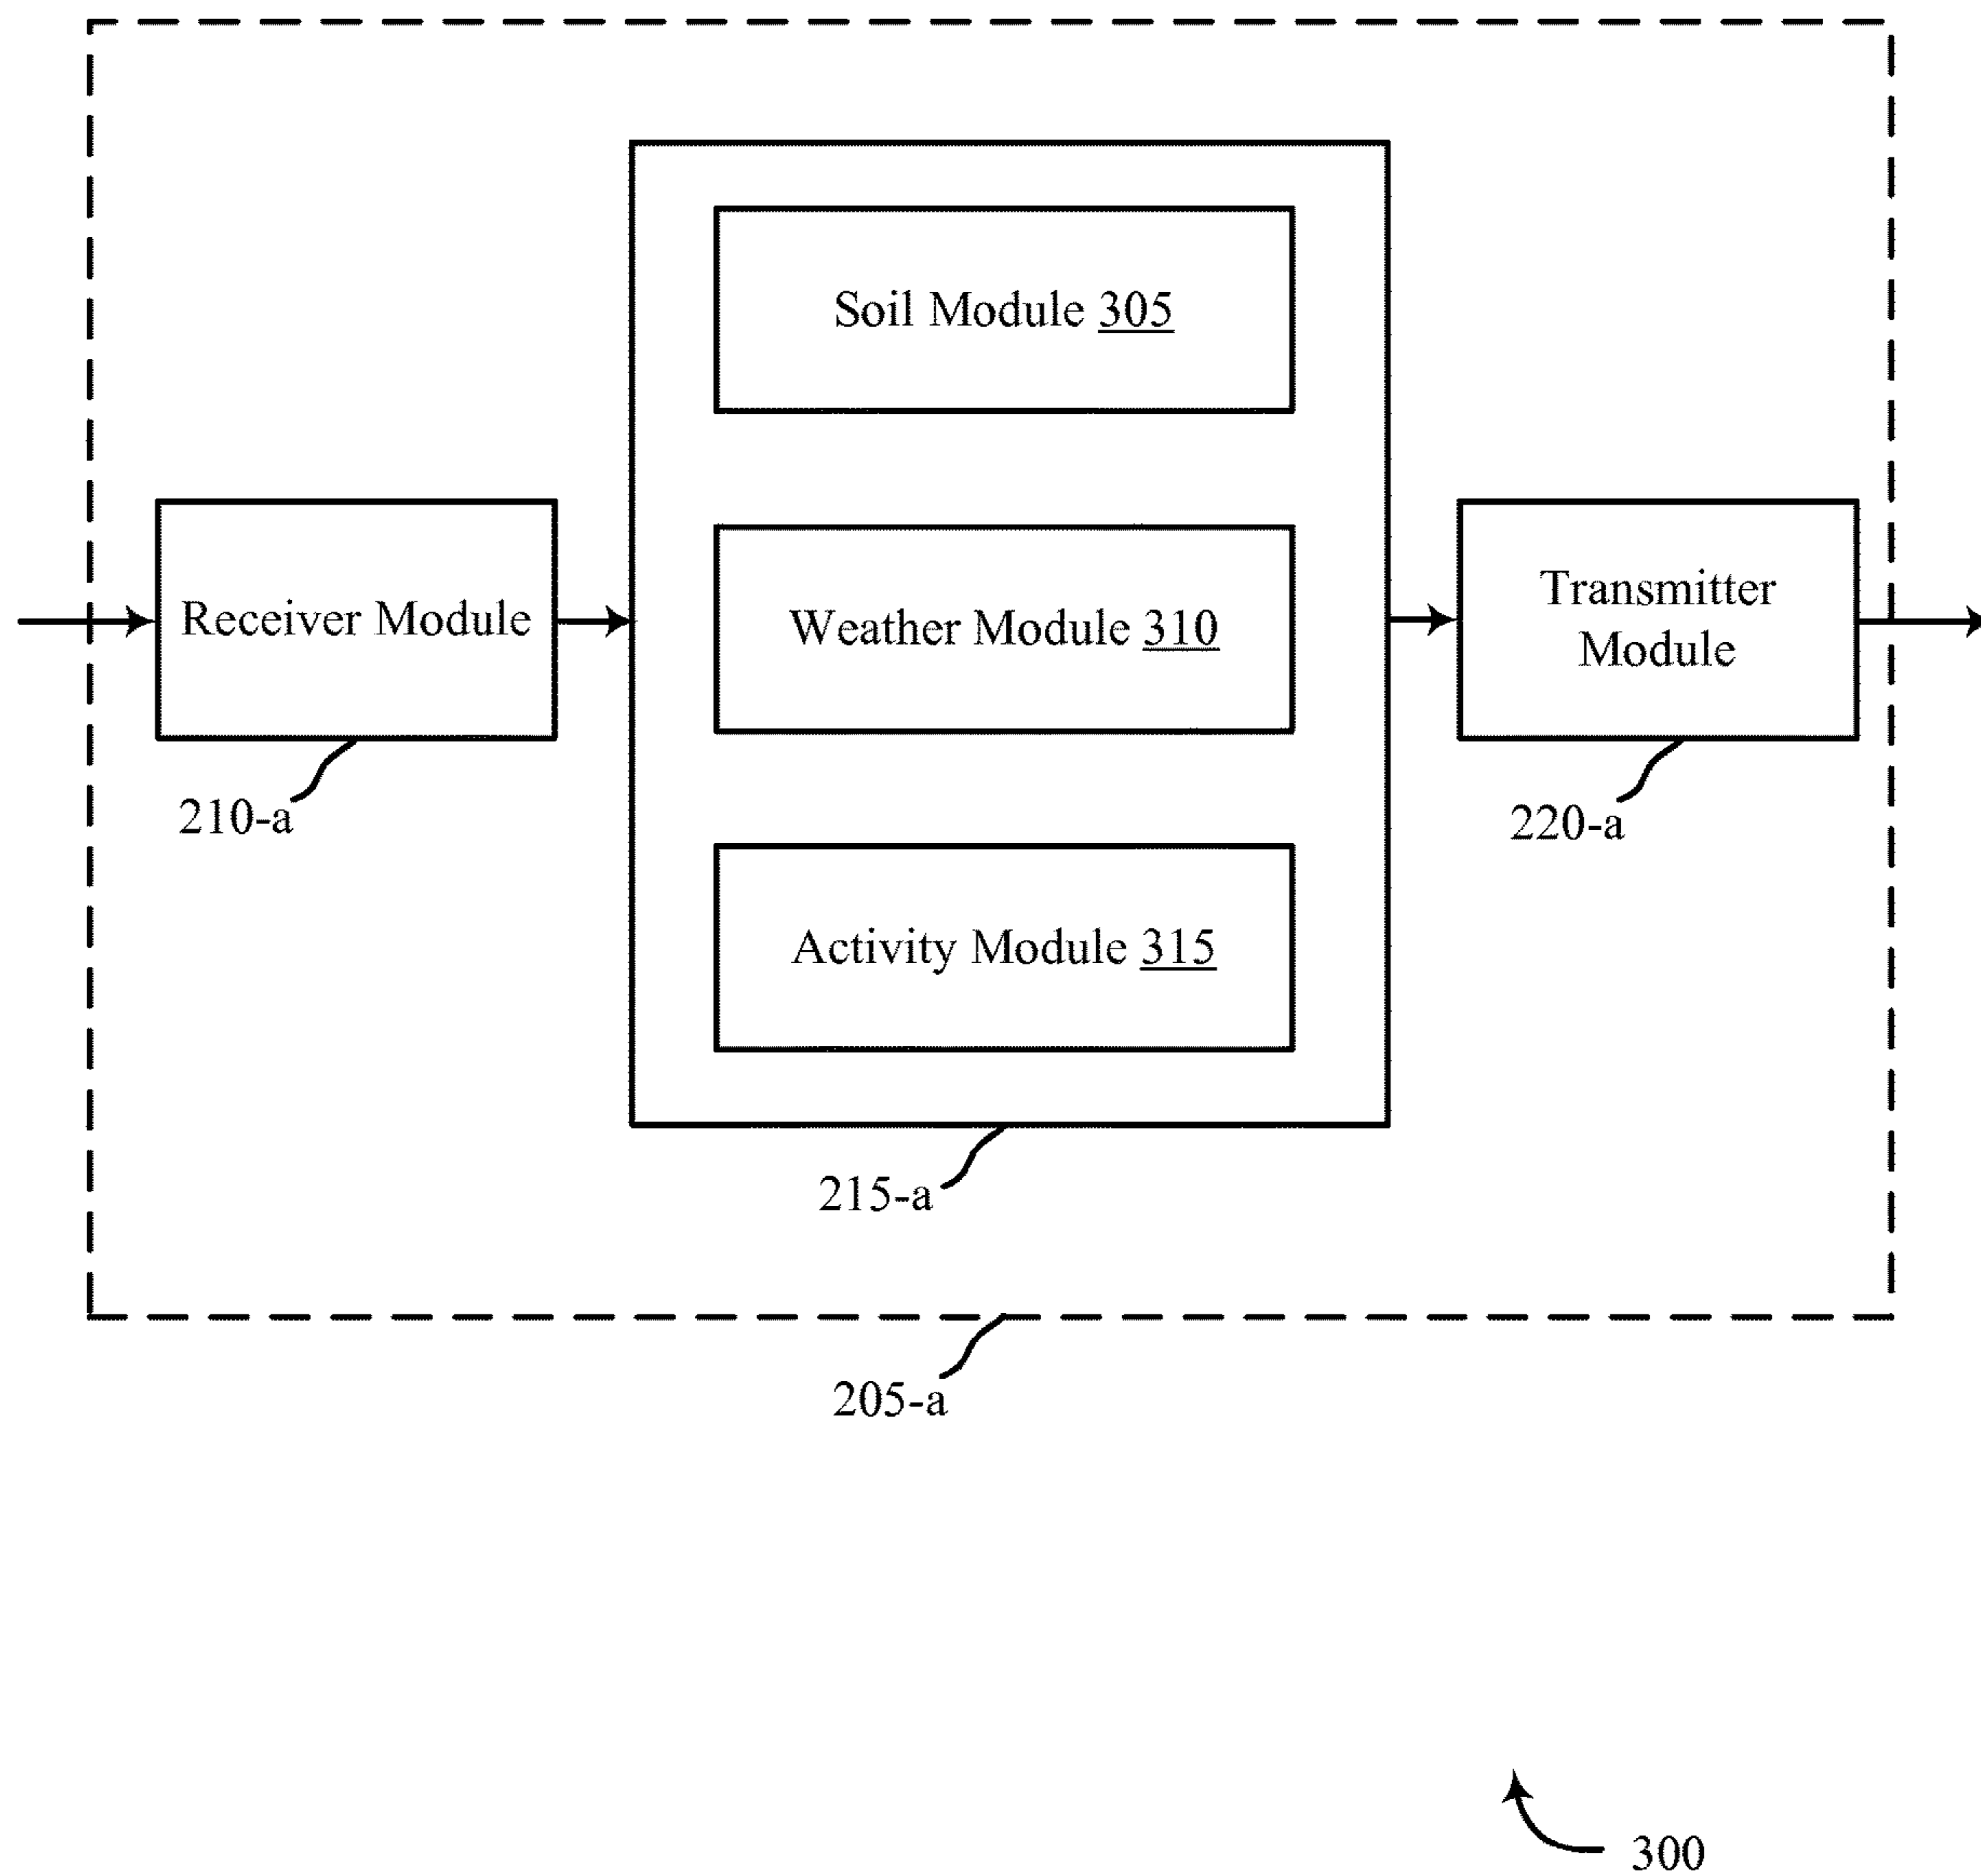 Soil Module 305
Receiver Module
Weather Module 310
Transmitter
Module
210-a
220-a
Activity Module 315
215-a
205-a
300